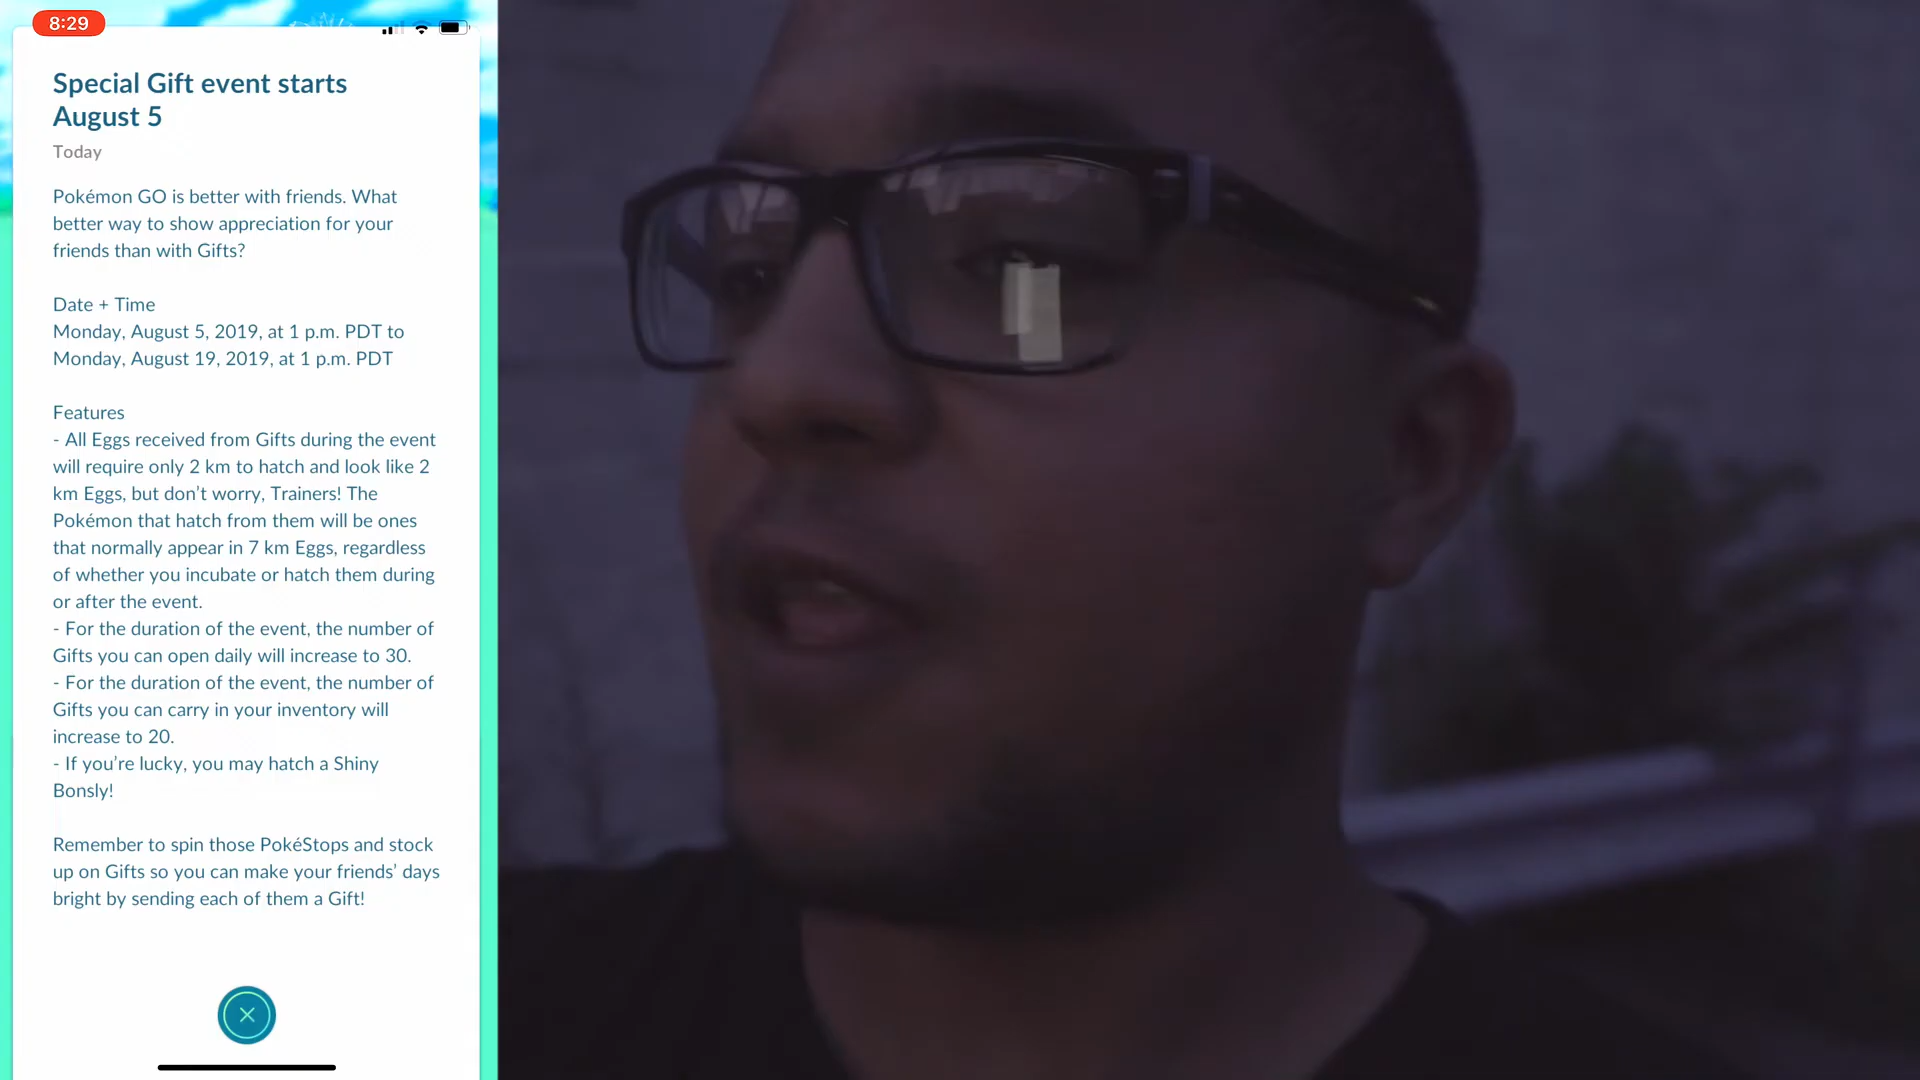 8:29
Special Gift event starts
August 5
Today
Pokémon GO is better with friends. What
better way to show appreciation for your
friends than with Gifts?
Date + Time
Monday, August 5, 2019, at 1 p.m. PDT to
Monday, August 19, 2019, at 1 p.m. PDT
Features
- All Eggs received from Gifts during the event
will require only 2 km to hatch and look like 2
km Eggs, but don’t worry, Trainers! The
Pokémon that hatch from them will be ones
that normally appear in 7 km Eggs, regardless
of whether you incubate or hatch them during
or after the event.
- For the duration of the event, the number of
Gifts you can open daily will increase to 30.
- For the duration of the event, the number of
Gifts you can carry in your inventory will
increase to 20.
- If you’re lucky, you may hatch a Shiny
Bonsly!
Remember to spin those PokéStops and stock
up on Gifts so you can make your friends’ days
bright by sending each of them a Gift!